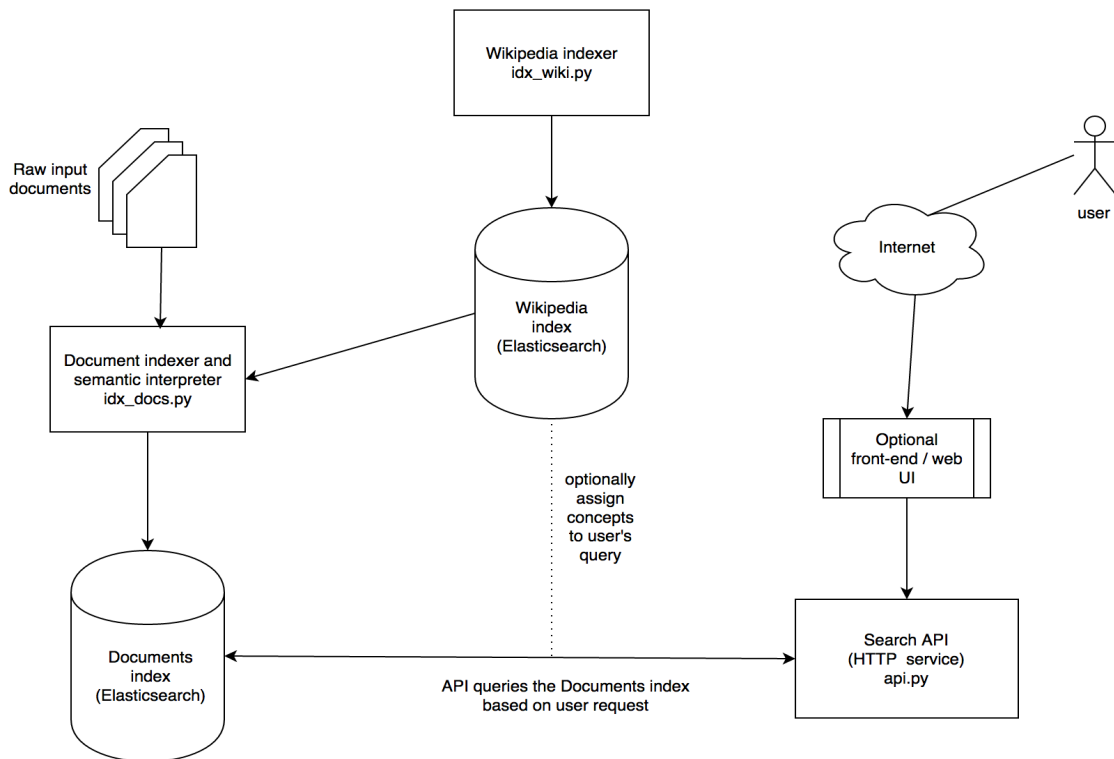 Wikipedia indexer
idx_wiki.py
Raw input
documents
user
Internet
Wikipedia
index
(Elasticsearch)
Document indexer and
semantic interpreter
idx_docs.py
Optional
front-end / web
UI
optionally
assign
concepts
to user's
query
Documents
index
(Elasticsearch)
Search API
(HTTP service)
api.py
API queries the Documents index
based on user request